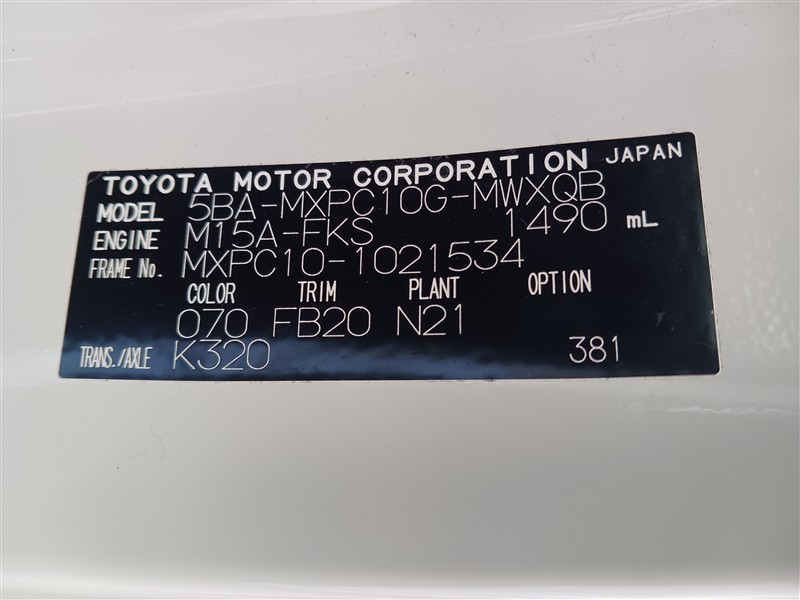 TOYOTA MOTOR CORPORATION JAPAN
MODEL 5BA-MXPC10G-MWXQB
ENGINE M15A-FKS 1490 mL
FRAME No. MXPC10-1021534
COLOR TRIM PLANT OPTION
070 FB20 N21
TRANS./AXLE K320 381